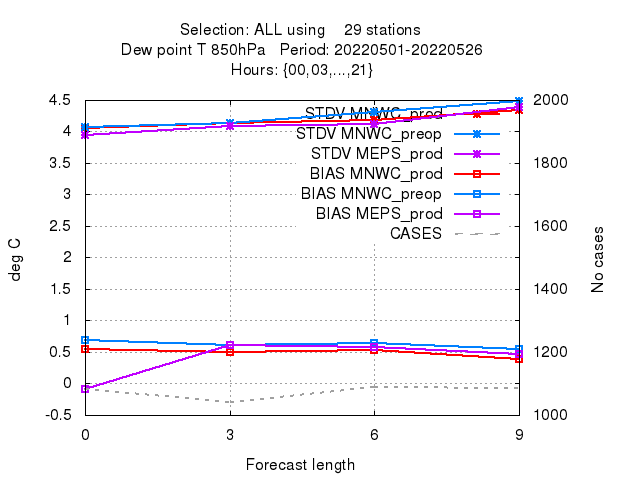 Selection: ALL using    29 stations
Dew point T 850hPa   Period: 20220501-20220526
Hours: {00,03,...,21}
4.5
4
3.5
3
2.5
2
1.5
1
0.5
0
-0.5
deg C
STDV MNWC_prod
STDV MNWC_preop
STDV MEPS_prod
BIAS MNWC_prod
BIAS MNWC_preop
BIAS MEPS_prod
CASES
2000
1800
1600
1400
1200
1000
No cases
0 3 6 9
Forecast length